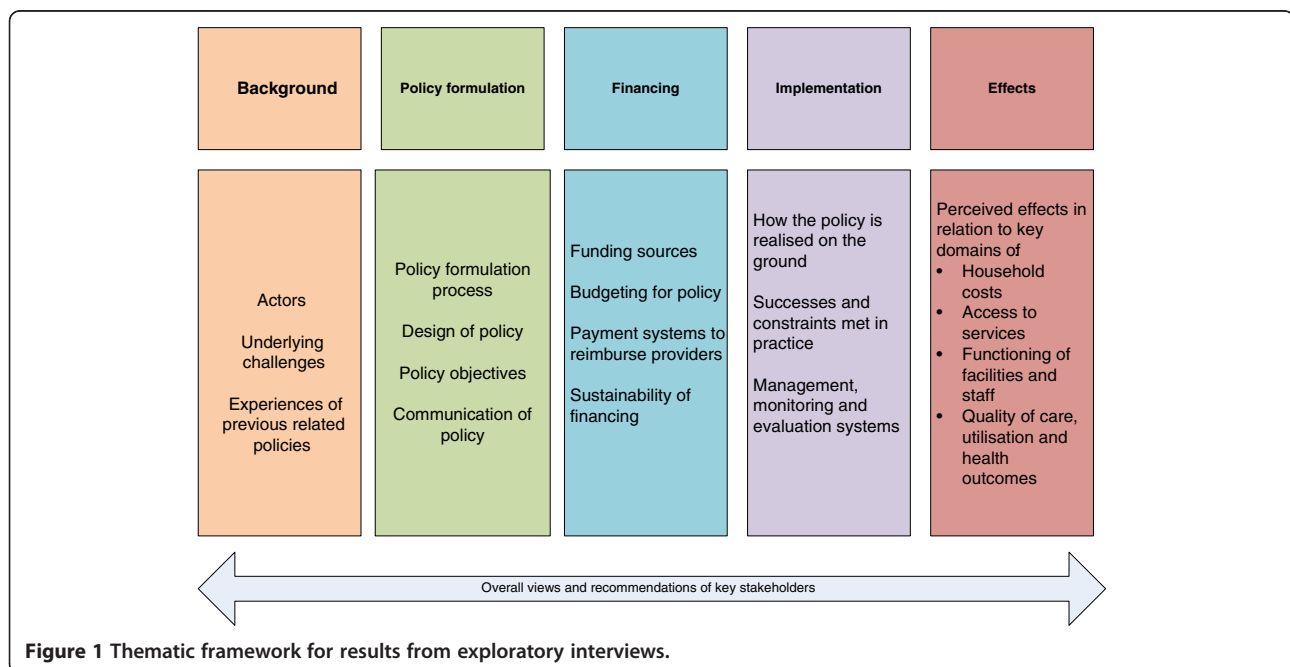 Background
Policy formulation
Financing
Implementation
Effects
Actors
Underlying
challenges
Experiences of
previous related
policies
Policy formulation
process
Design of policy
Policy objectives
Communication of
policy
Funding sources
Budgeting for policy
Payment systems to
reimburse providers
Sustainability of
financing
How the policy is
realised on the
ground
Successes and
constraints met in
practice
Management,
monitoring and
evaluation systems
Perceived effects in
relation to key
domains of
• Household
costs
• Access to
services
• Functioning of
facilities and
staff
• Quality of care,
utilisation and
health
outcomes
Overall views and recommendations of key stakeholders
Figure 1 Thematic framework for results from exploratory interviews.